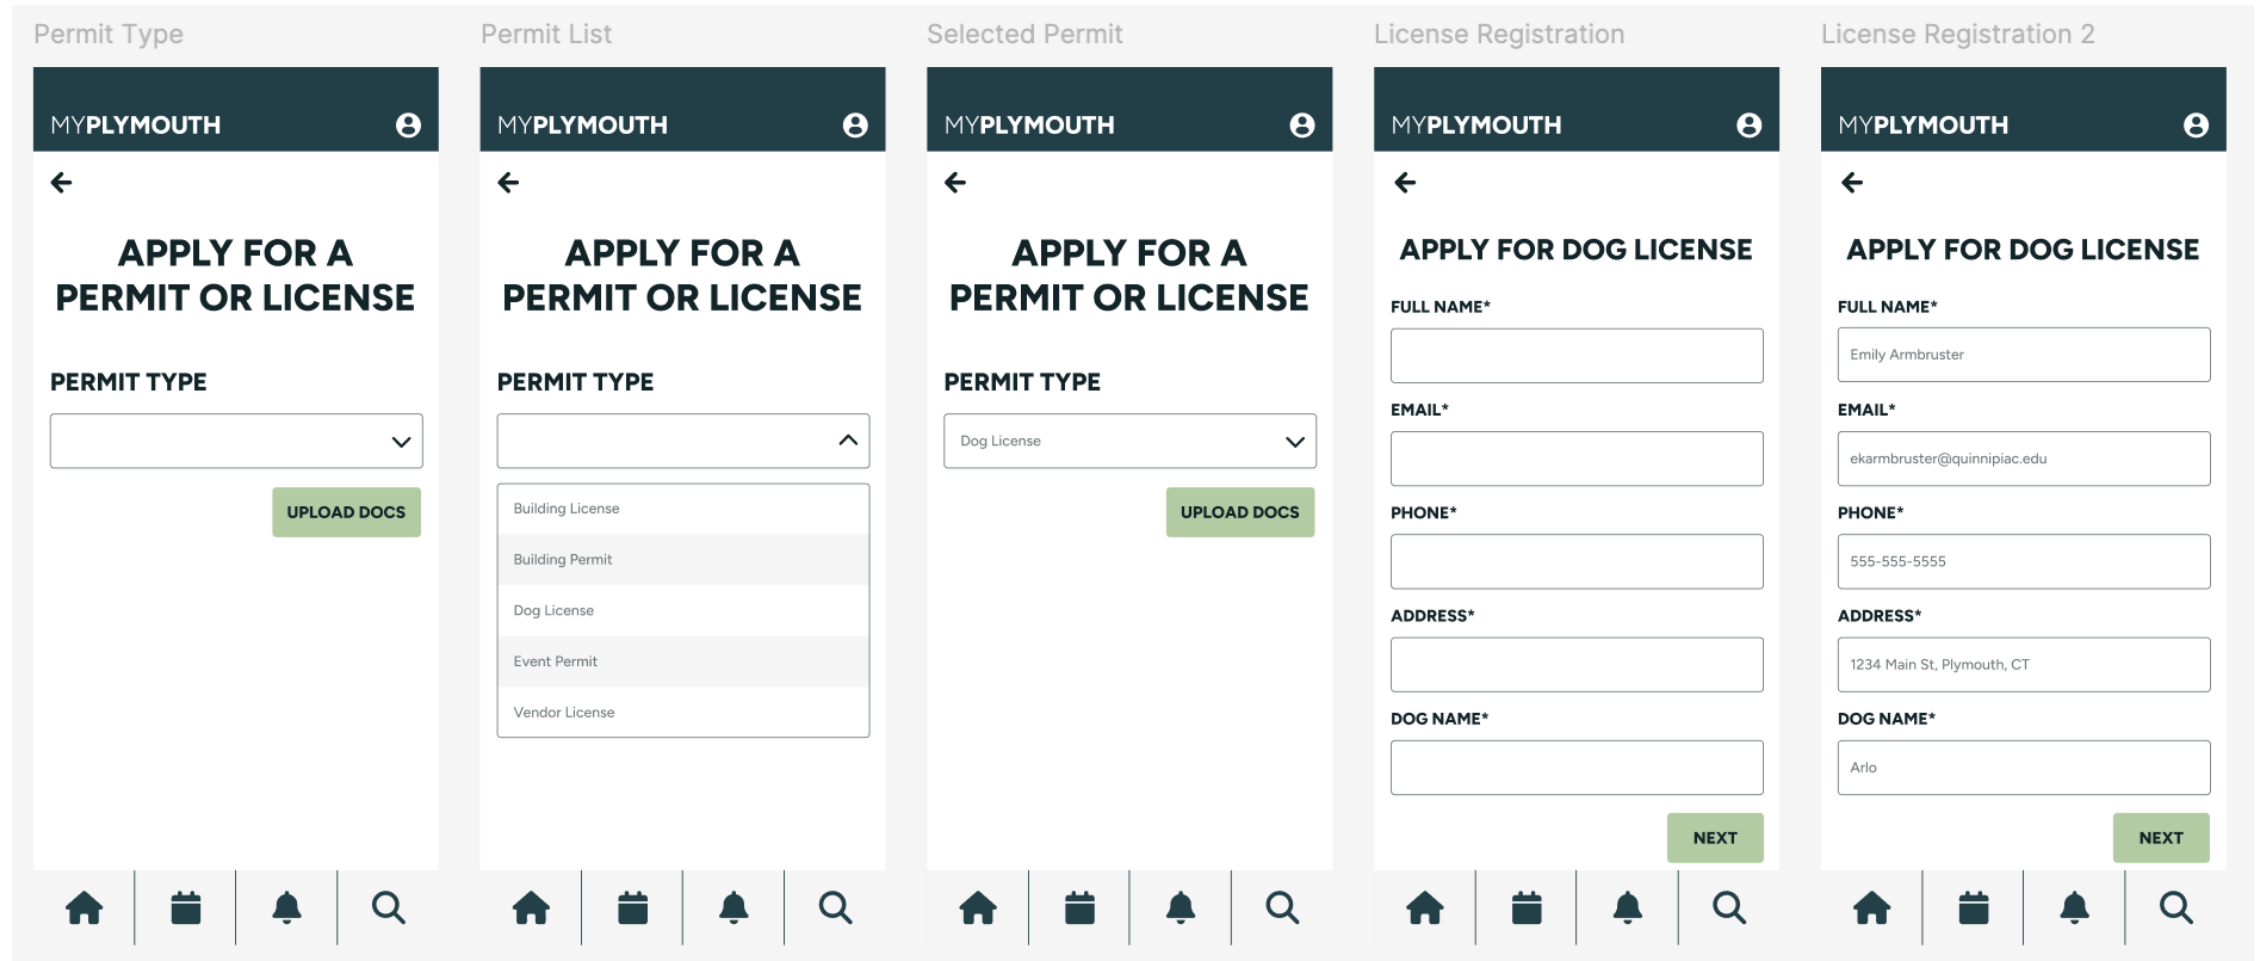 Permit Type
MYPLYMOUTH
APPLY FOR A
PERMIT OR LICENSE
PERMIT TYPE
UPLOAD DOCS
Permit List
MYPLYMOUTH
APPLY FOR A
PERMIT OR LICENSE
PERMIT TYPE
Building License
Building Permit
Dog License
Event Permit
Vendor License
Selected Permit
MYPLYMOUTH
APPLY FOR A
PERMIT OR LICENSE
PERMIT TYPE
Dog License
UPLOAD DOCS
License Registration
MYPLYMOUTH
APPLY FOR DOG LICENSE
FULL NAME*
EMAIL*
PHONE*
ADDRESS*
DOG NAME*
NEXT
License Registration 2
MYPLYMOUTH
APPLY FOR DOG LICENSE
FULL NAME*
Emily Armbruster
EMAIL*
ekarmbruster@quinnipiac.edu
PHONE*
555-555-5555
ADDRESS*
1234 Main St, Plymouth, CT
DOG NAME*
Arlo
NEXT